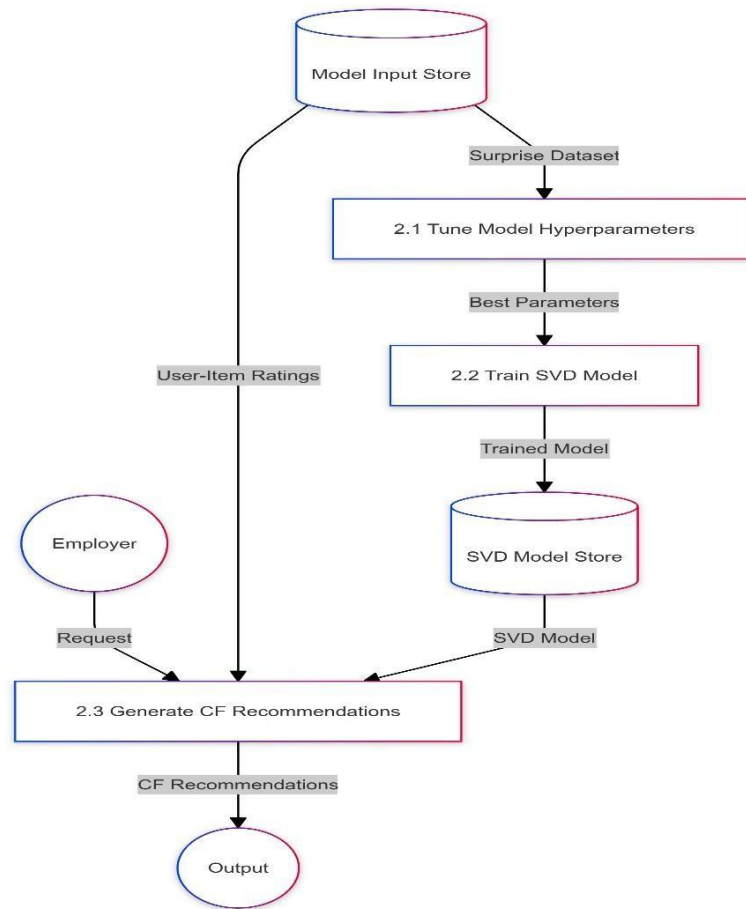 Model Input Store
Surprise Dataset
2.1 Tune Model Hyperparameters
Best Parameters
User-Item Ratings
2.2 Train SVD Model
Trained Model
Employer
SVD Model Store
Request
SVD Model
2.3 Generate CF Recommendations
CF Recommendations
Output